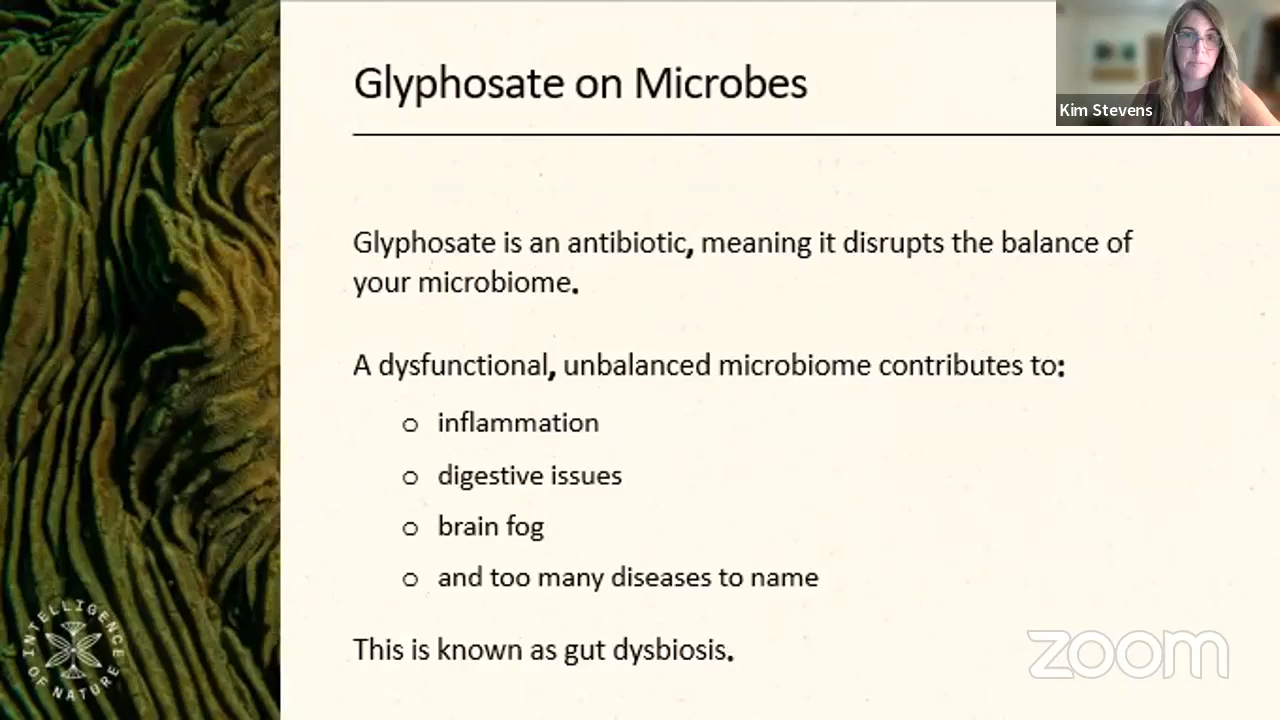 Glyphosate on Microbes
Kim Stevens
Glyphosate is an antibiotic, meaning it disrupts the balance of
your microbiome.
A dysfunctional, unbalanced microbiome contributes to:
o inflammation
o digestive issues
o brain fog
o and too many diseases to name
This is known as gut dysbiosis.
INTELLIGENCE OF NATURE
zoom